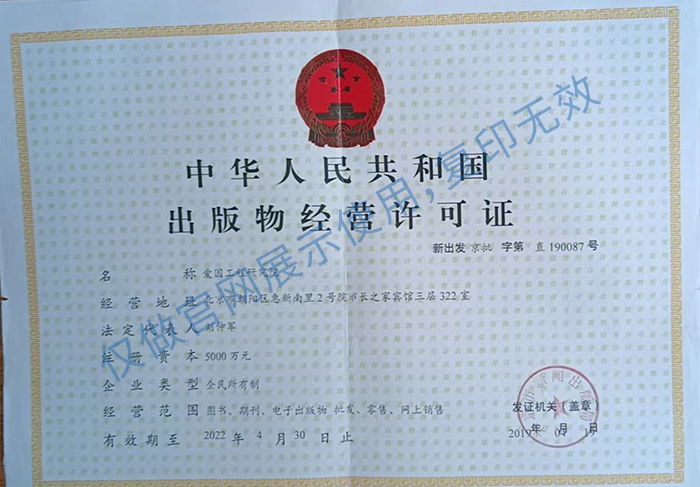 中华人民共和国
出版物经营许可证
新出发 京批 字第 直190087 号
名称 爱国工程研究院
经营地址 北京市朝阳区惠新南里2号院市长之家宾馆三层322室
法定代表人 刘仲军
注册资本 5000万元
企业类型 全民所有制
经营范围 图书、期刊、电子出版物 批发、零售、网上销售
有效期至 2022 年 4 月 30 日止
发证机关(盖章)
2019 年 04 月 19 日
仅做官网展示使用,复印无效